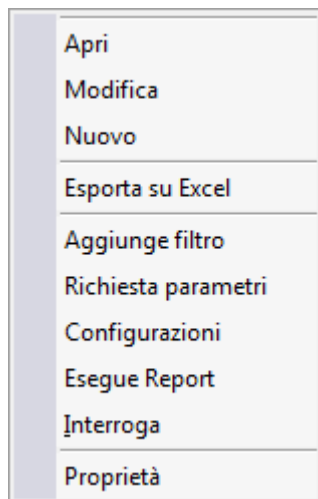 Apri
Modifica
Nuovo
Esporta su Excel
Aggiunge filtro
Richiesta parametri
Configurazioni
Esegue Report
Interroga
Proprietà